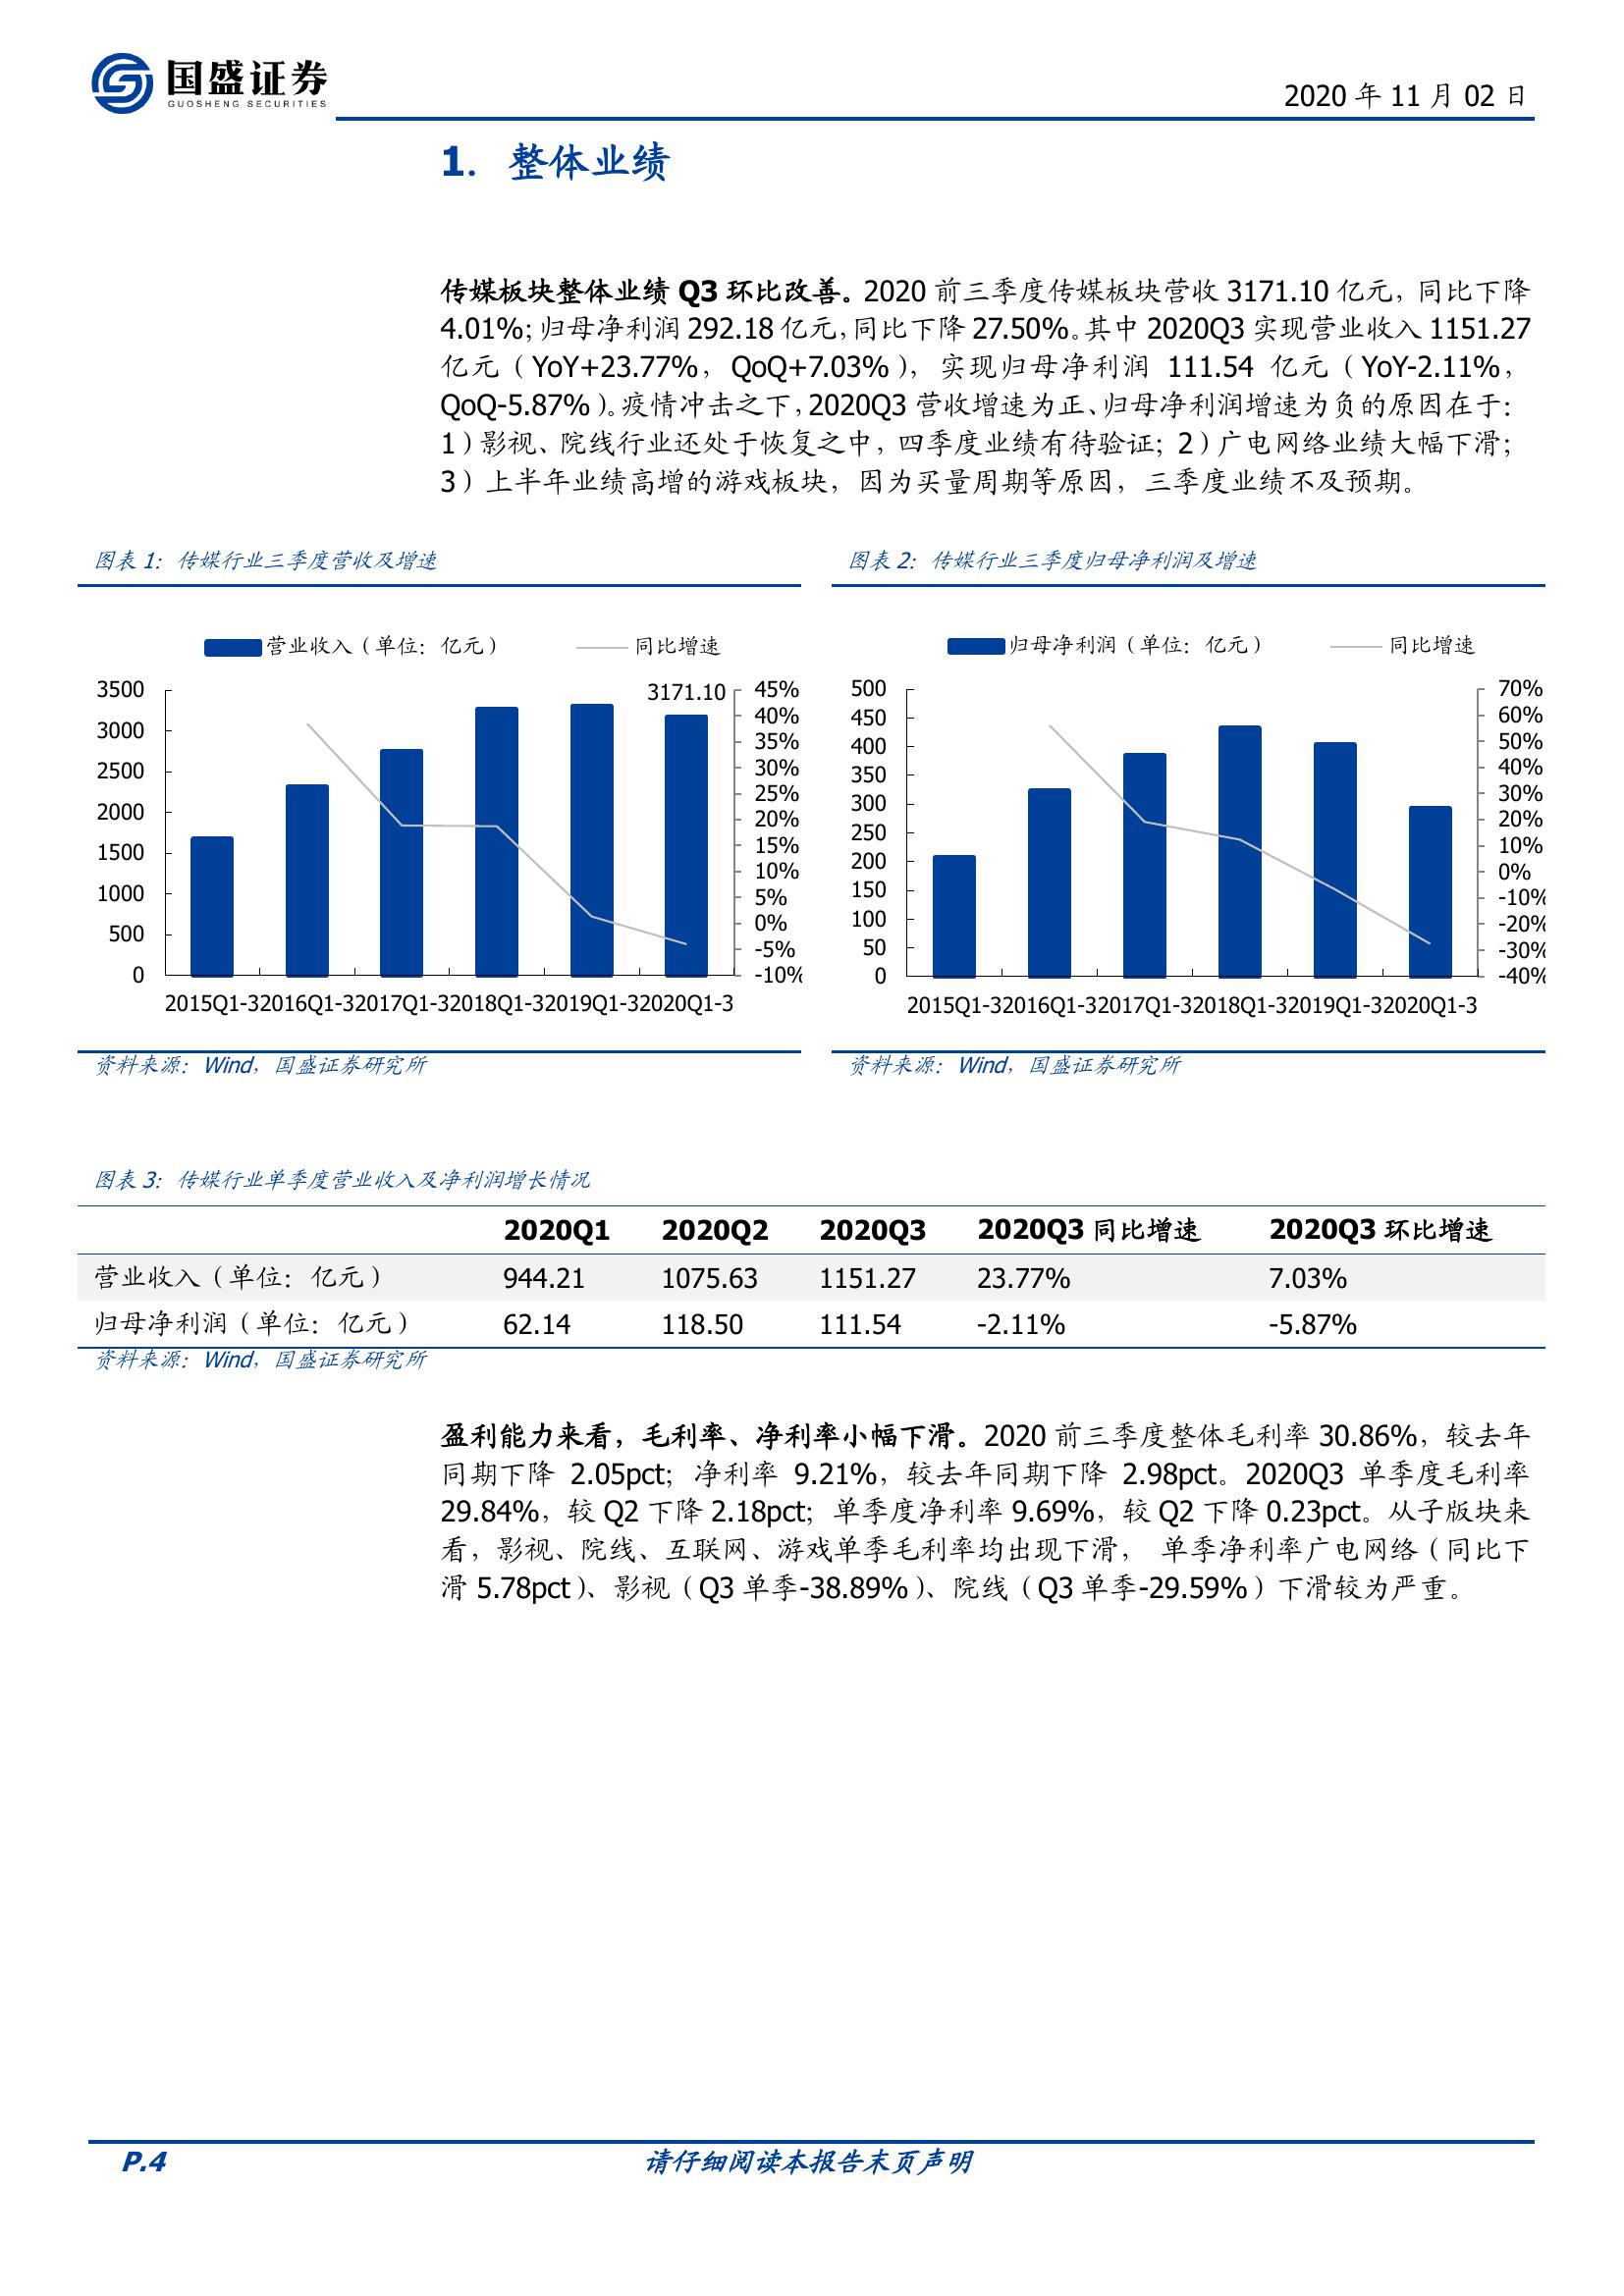 国盛证券
GUOSHENG SECURITIES
2020 年 11 月 02 日
1. 整体业绩
传媒板块整体业绩 Q3 环比改善。2020 前三季度传媒板块营收 3171.10 亿元，同比下降
4.01%；归母净利润 292.18 亿元，同比下降 27.50%。其中 2020Q3 实现营业收入 1151.27
亿元（YoY+23.77%，QoQ+7.03%），实现归母净利润 111.54 亿元（YoY-2.11%，
QoQ-5.87%）。疫情冲击之下，2020Q3 营收增速为正、归母净利润增速为负的原因在于：
1）影视、院线行业还处于恢复之中，四季度业绩有待验证；2）广电网络业绩大幅下滑；
3）上半年业绩高增的游戏板块，因为买量周期等原因，三季度业绩不及预期。
图表 1：传媒行业三季度营收及增速
营业收入（单位：亿元） 同比增速
3500
3000
2500
2000
1500
1000
500
0
3171.10
45%
40%
35%
30%
25%
20%
15%
10%
5%
0%
-5%
-10%
2015Q1-3 2016Q1-3 2017Q1-3 2018Q1-3 2019Q1-3 2020Q1-3
资料来源：Wind，国盛证券研究所
图表 2：传媒行业三季度归母净利润及增速
归母净利润（单位：亿元） 同比增速
500
450
400
350
300
250
200
150
100
50
0
70%
60%
50%
40%
30%
20%
10%
0%
-10%
-20%
-30%
-40%
2015Q1-3 2016Q1-3 2017Q1-3 2018Q1-3 2019Q1-3 2020Q1-3
资料来源：Wind，国盛证券研究所
图表 3：传媒行业单季度营业收入及净利润增长情况
2020Q1 2020Q2 2020Q3 2020Q3 同比增速 2020Q3 环比增速
营业收入（单位：亿元） 944.21 1075.63 1151.27 23.77% 7.03%
归母净利润（单位：亿元） 62.14 118.50 111.54 -2.11% -5.87%
资料来源：Wind，国盛证券研究所
盈利能力来看，毛利率、净利率小幅下滑。2020 前三季度整体毛利率 30.86%，较去年
同期下降 2.05pct；净利率 9.21%，较去年同期下降 2.98pct。2020Q3 单季度毛利率
29.84%，较 Q2 下降 2.18pct；单季度净利率 9.69%，较 Q2 下降 0.23pct。从子版块来
看，影视、院线、互联网、游戏单季毛利率均出现下滑， 单季净利率广电网络（同比下
滑 5.78pct）、影视（Q3 单季-38.89%）、院线（Q3 单季-29.59%）下滑较为严重。
P.4
请仔细阅读本报告末页声明